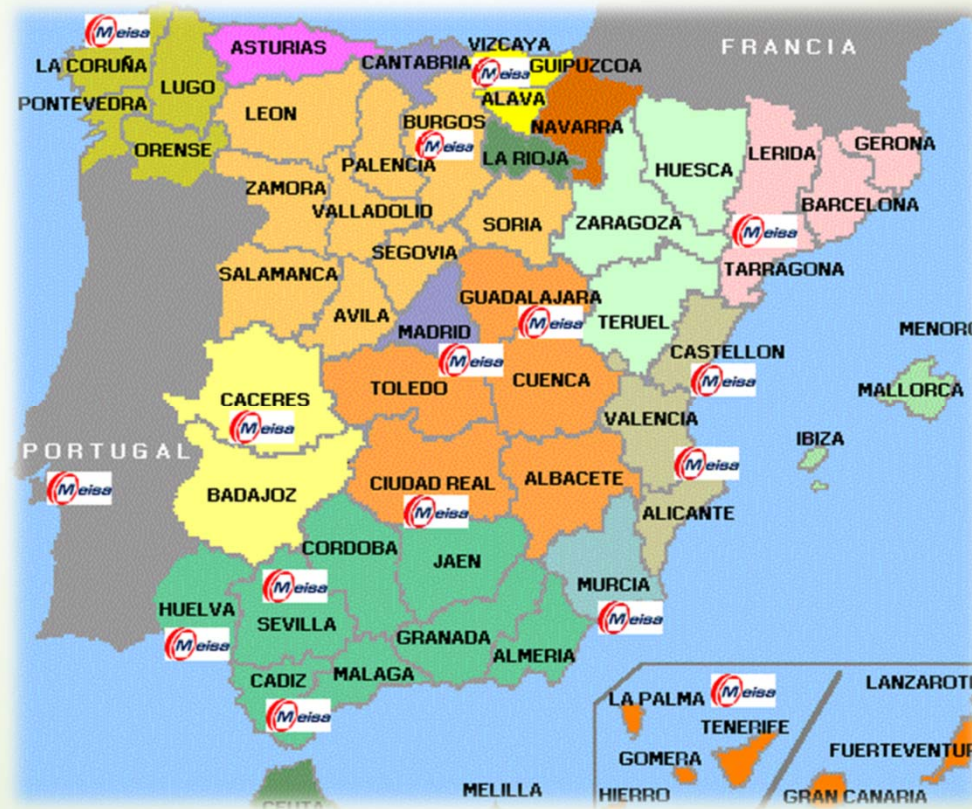 Meisa
ASTURIAS
VIZCAYA
FRANCIA
LA CORUÑA
CANTABRIA
Meisa
GUIPUZCOA
LUGO
PONTEVEDRA
ALAVA
LEON
BURGOS
NAVARRA
Meisa
ORENSE
PALENCIA
LA RIOJA
HUESCA
LERIDA
GERONA
ZAMORA
VALLADOLID
SORIA
ZARAGOZA
BARCELONA
Meisa
SEGOVIA
SALAMANCA
TARRAGONA
GUADALAJARA
AVILA
MADRID
Meisa
TERUEL
MENORC
CASTELLON
Meisa
TOLEDO
CUENCA
Meisa
MALLORCA
CACERES
Meisa
VALENCIA
IBIZA
PORTUGAL
Meisa
Meisa
BADAJOZ
CIUDAD REAL
ALBACETE
Meisa
ALICANTE
CORDOBA
JAEN
Meisa
MURCIA
HUELVA
Meisa
SEVILLA
Meisa
GRANADA
ALMERIA
MALAGA
CADIZ
Meisa
LA PALMA
Meisa
LANZAROTE
TENERIFE
GOMERA
FUERTEVENTUR
MELILLA
HIERRO
GRAN CANARIA
CEUTA